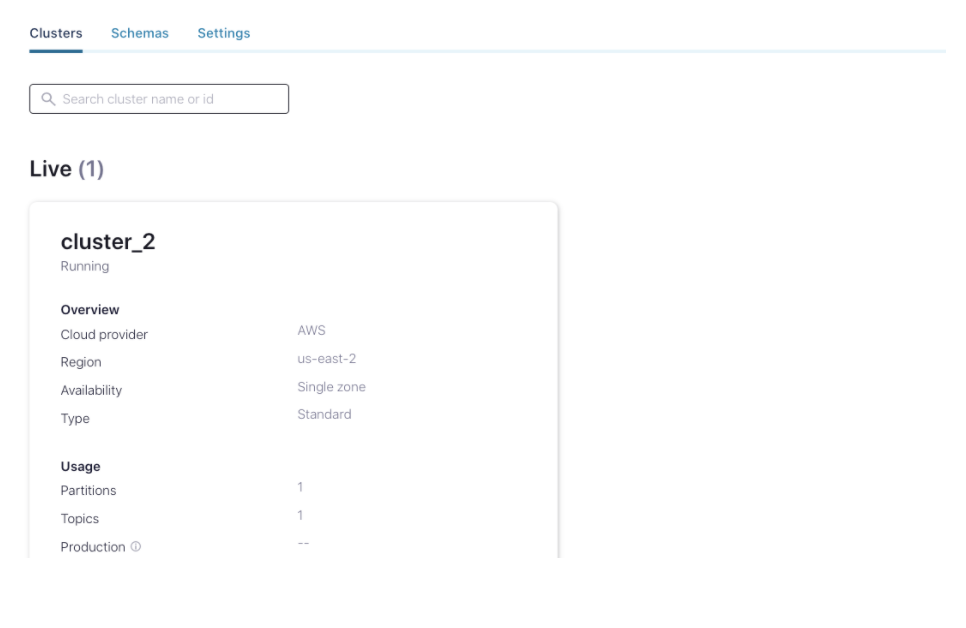 Clusters Schemas Settings
Search cluster name or id
Live (1)
cluster_2
Running
Overview
Cloud provider AWS
Region us-east-2
Availability Single zone
Type Standard
Usage
Partitions 1
Topics 1
Production --